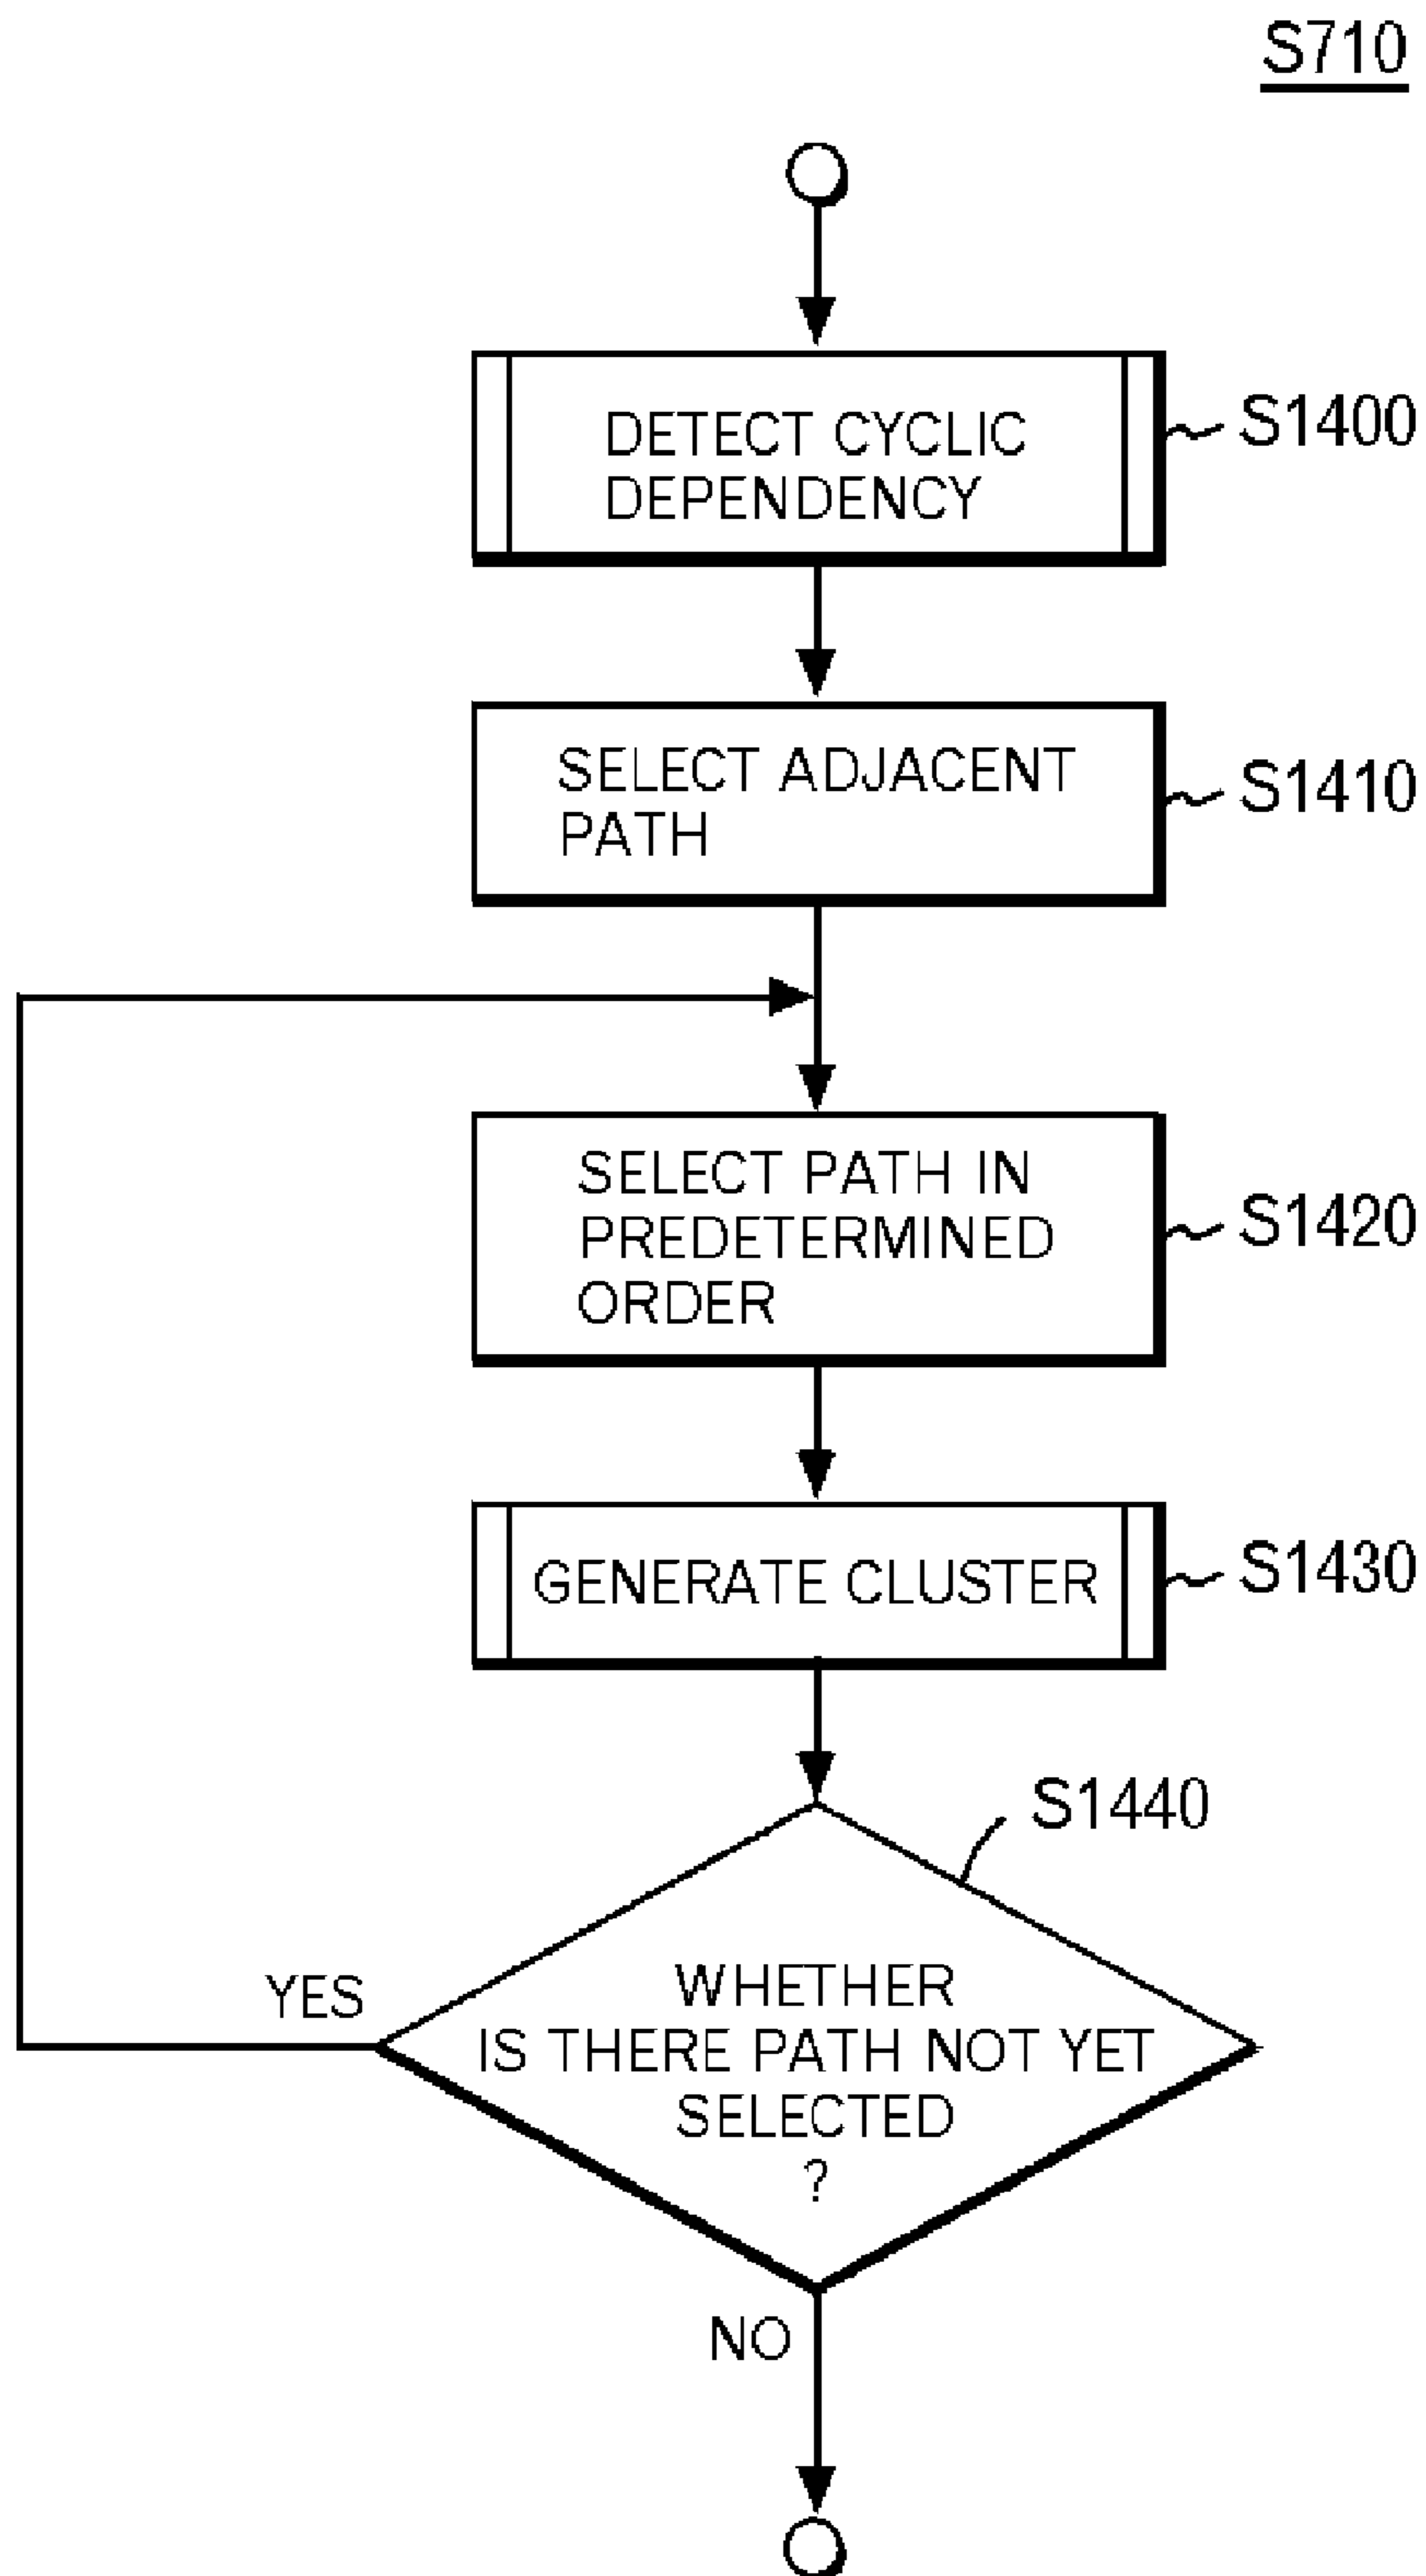 S710
DETECT CYCLIC
DEPENDENCY
S1400
SELECT ADJACENT
PATH
S1410
SELECT PATH IN
PREDETERMINED
ORDER
S1420
GENERATE CLUSTER
S1430
S1440
WHETHER
IS THERE PATH NOT YET
SELECTED
?
YES
NO